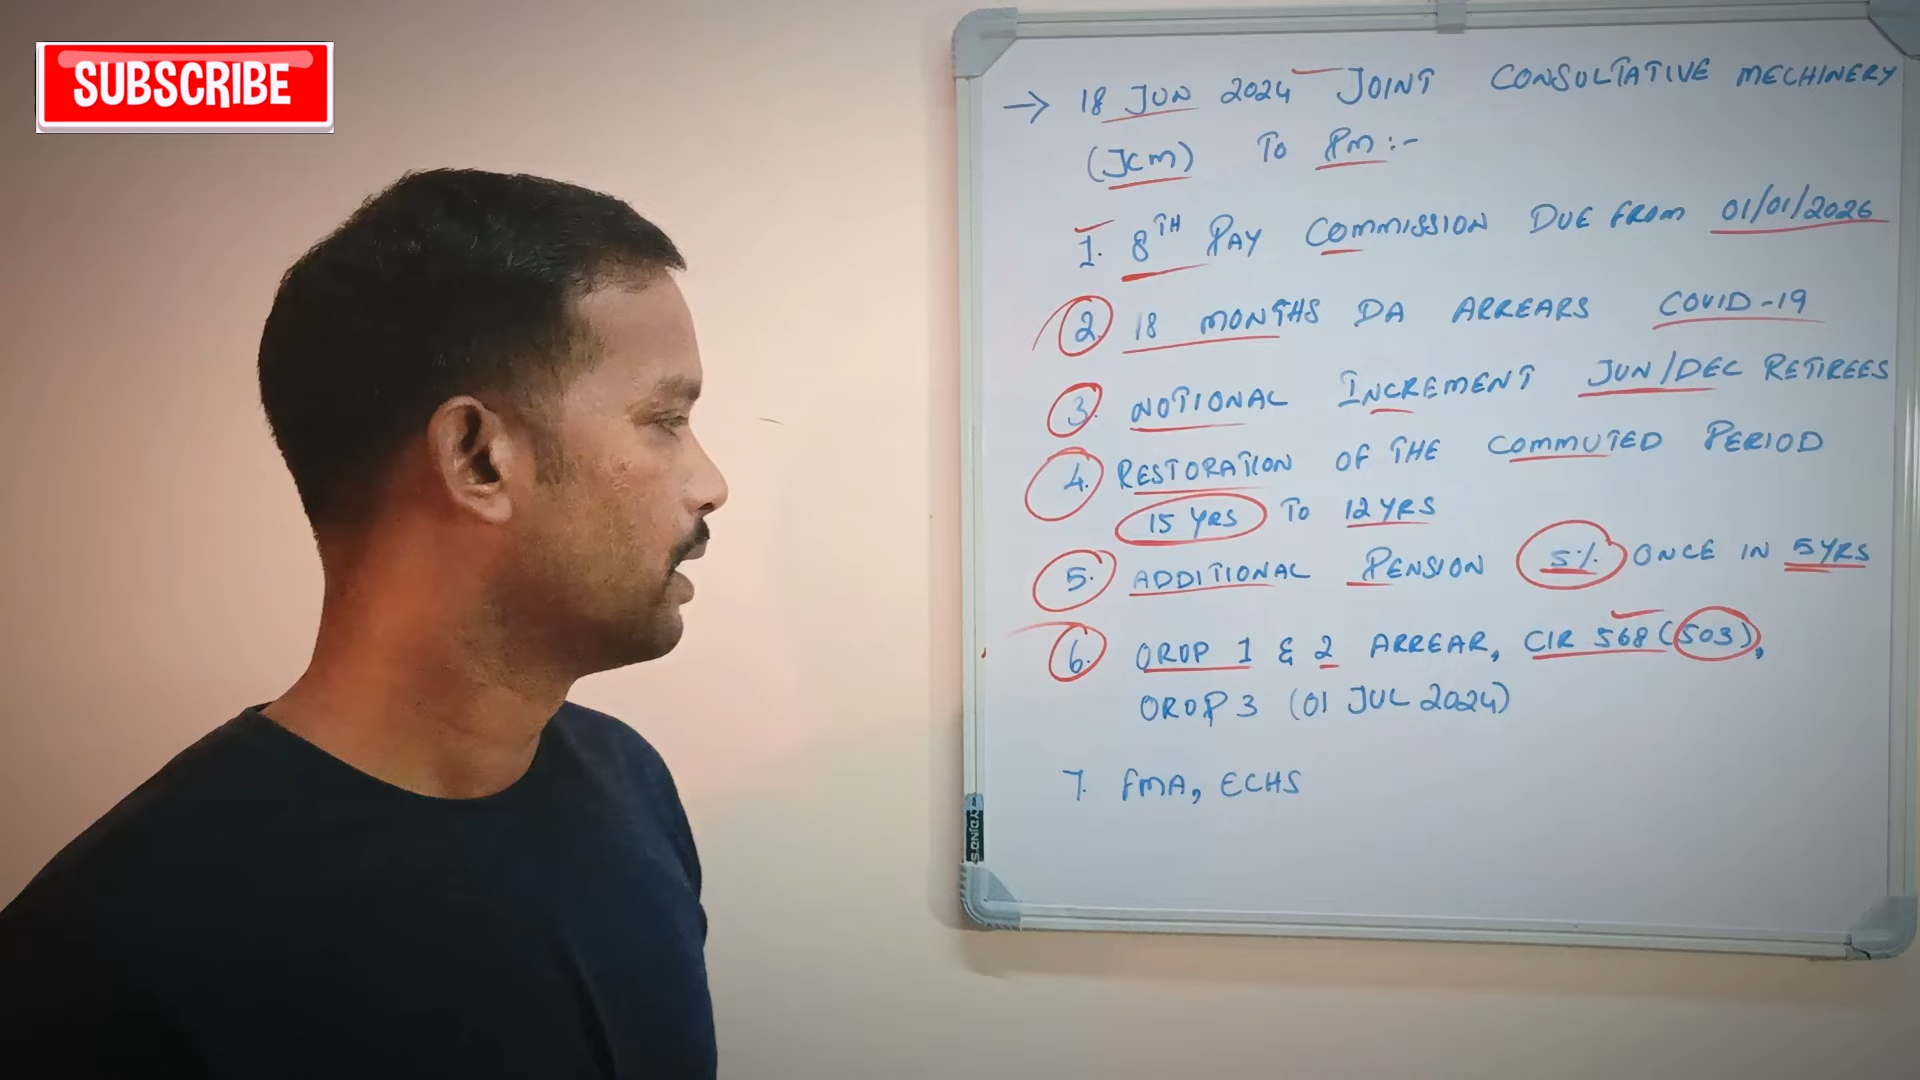 SUBSCRIBE
→ 18 JUN 2024 JOINT CONSULTATIVE MECHINERY
(JCM) TO PM:-
1. 8TH PAY COMMISSION DUE FROM 01/01/2026
2. 18 MONTHS DA ARREARS COVID-19
3. NOTIONAL INCREMENT JUN/DEC RETIREES
4. RESTORATION OF THE COMMUTED PERIOD
15 YRS TO 12 YRS
5. ADDITIONAL PENSION 5% ONCE IN 5 YRS
6. OROP 1 & 2 ARREAR, CIR 568 (503),
OROP 3 (01 JUL 2024)
7. FMA, ECHS